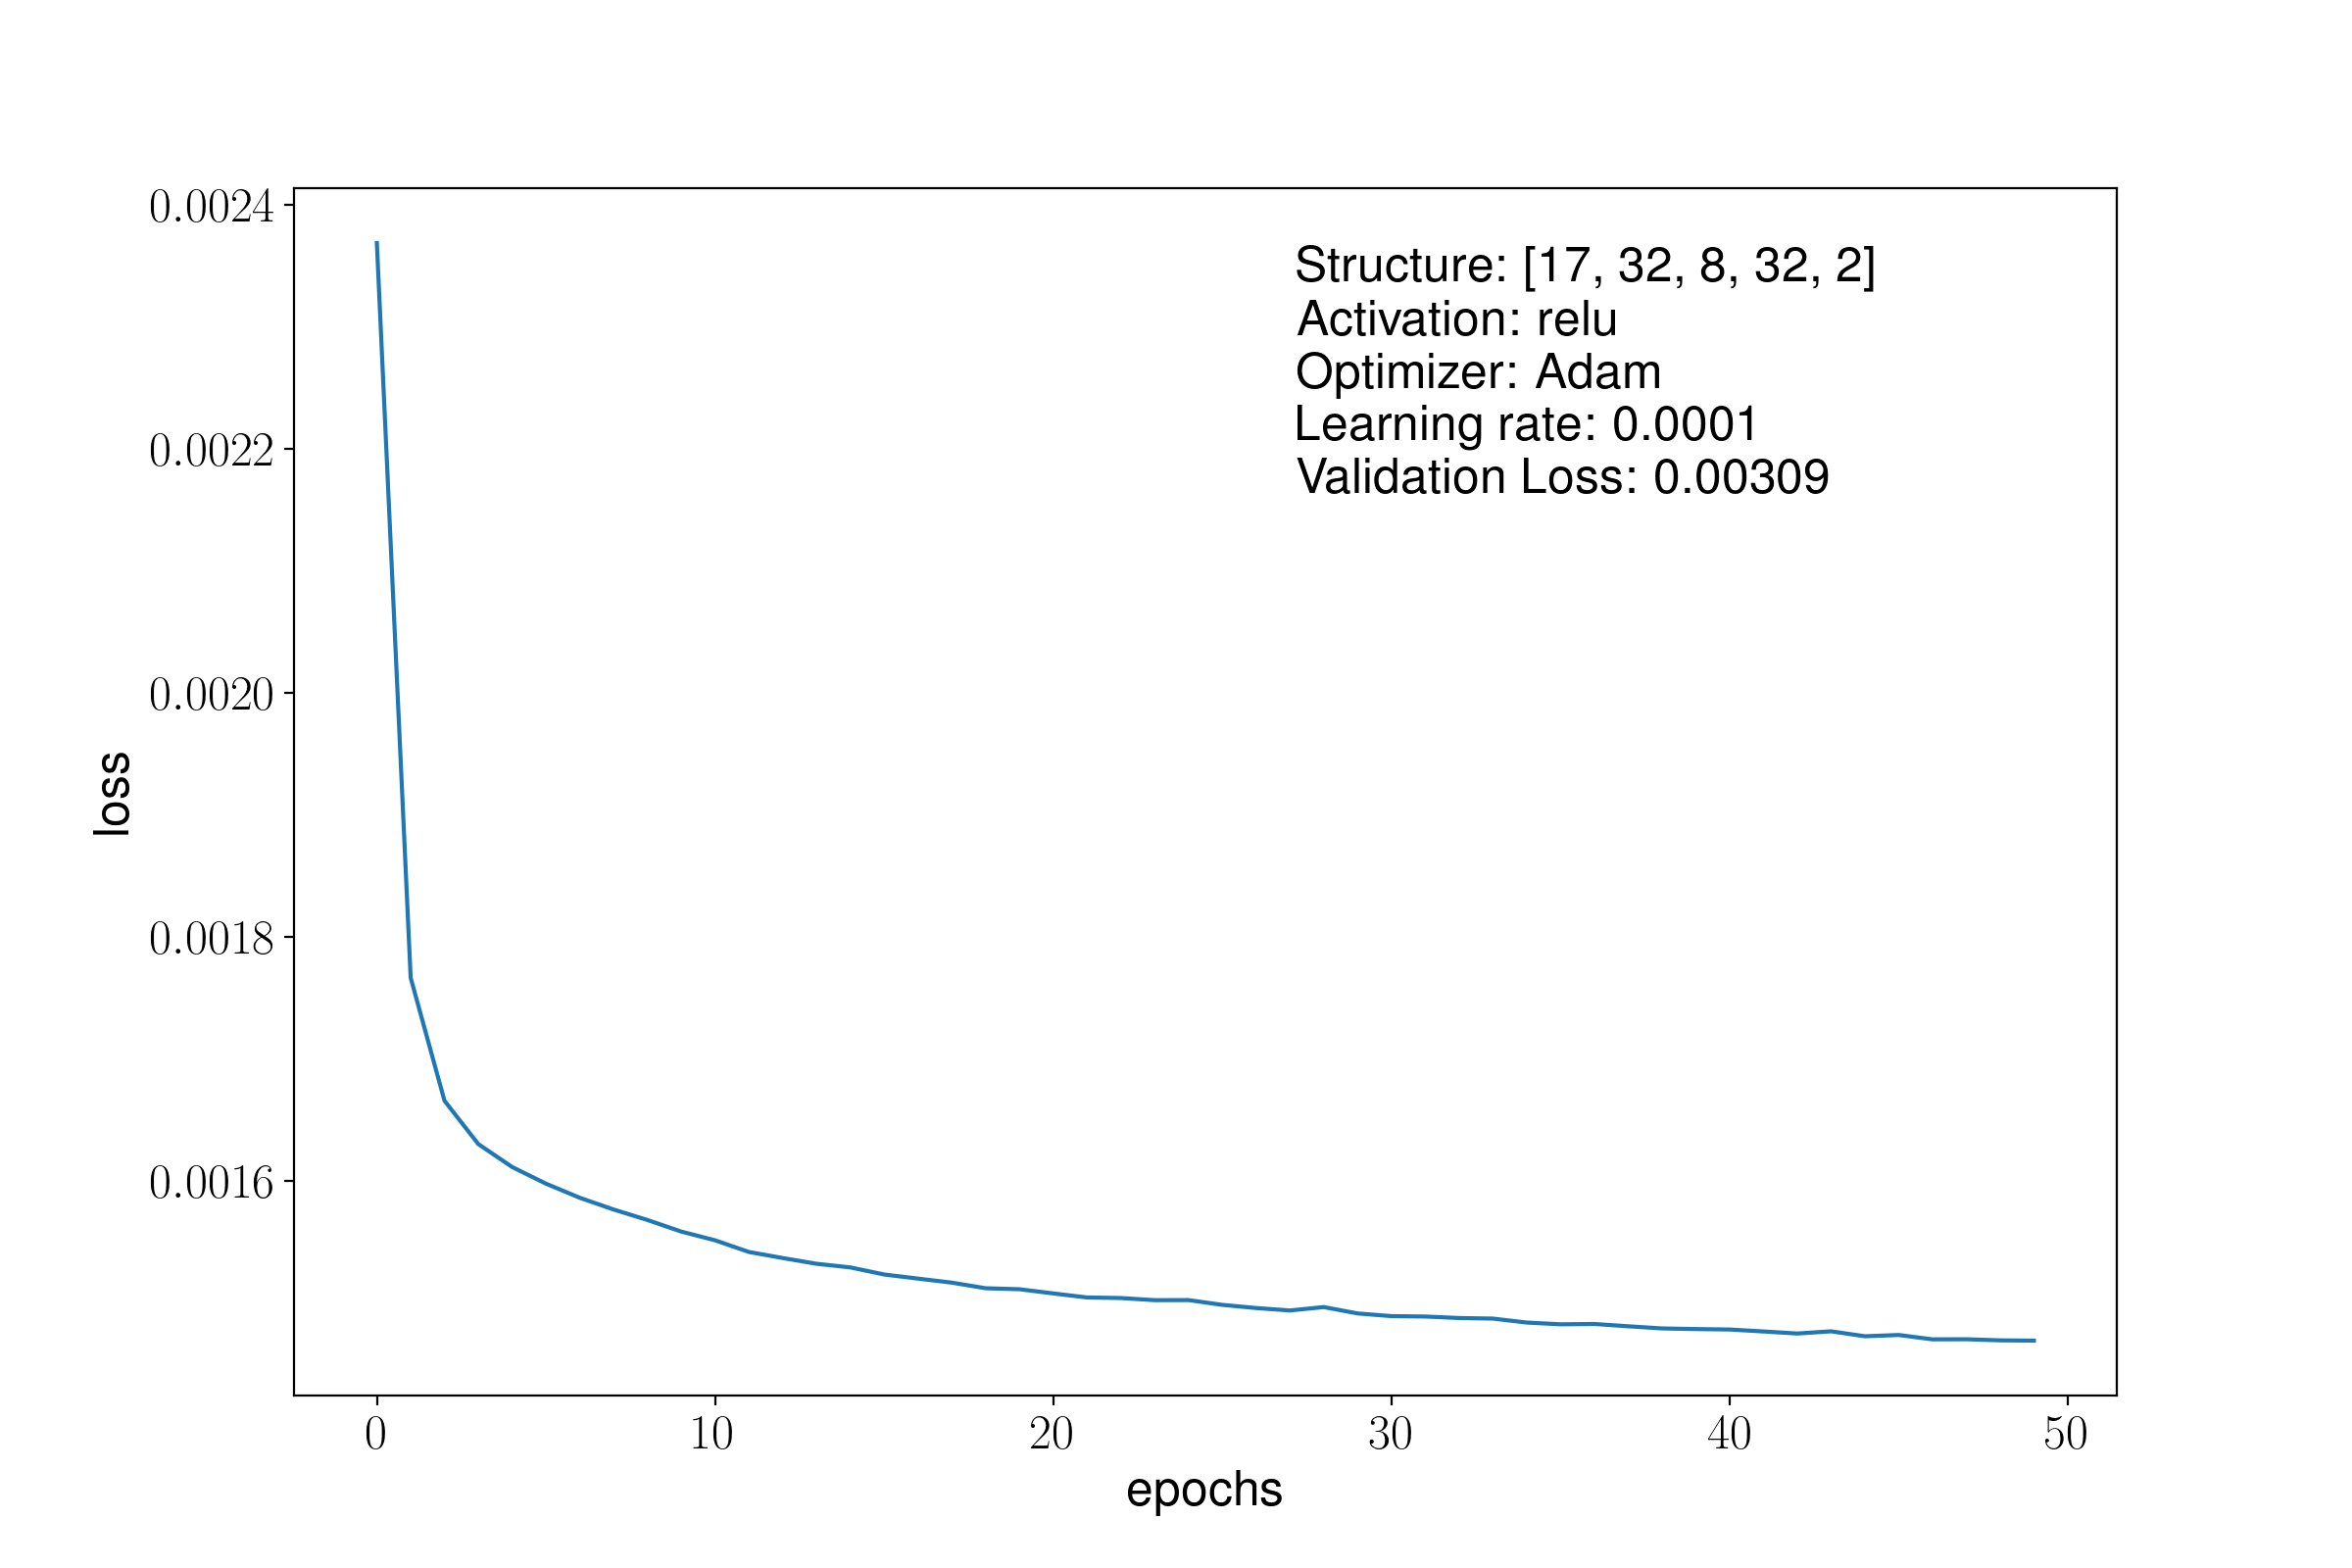 0.0024
0.0022
0.0020
0.0018
0.0016
loss
Structure: [17, 32, 8, 32, 2]
Activation: relu
Optimizer: Adam
Learning rate: 0.0001
Validation Loss: 0.00309
0 10 20 30 40 50
epochs